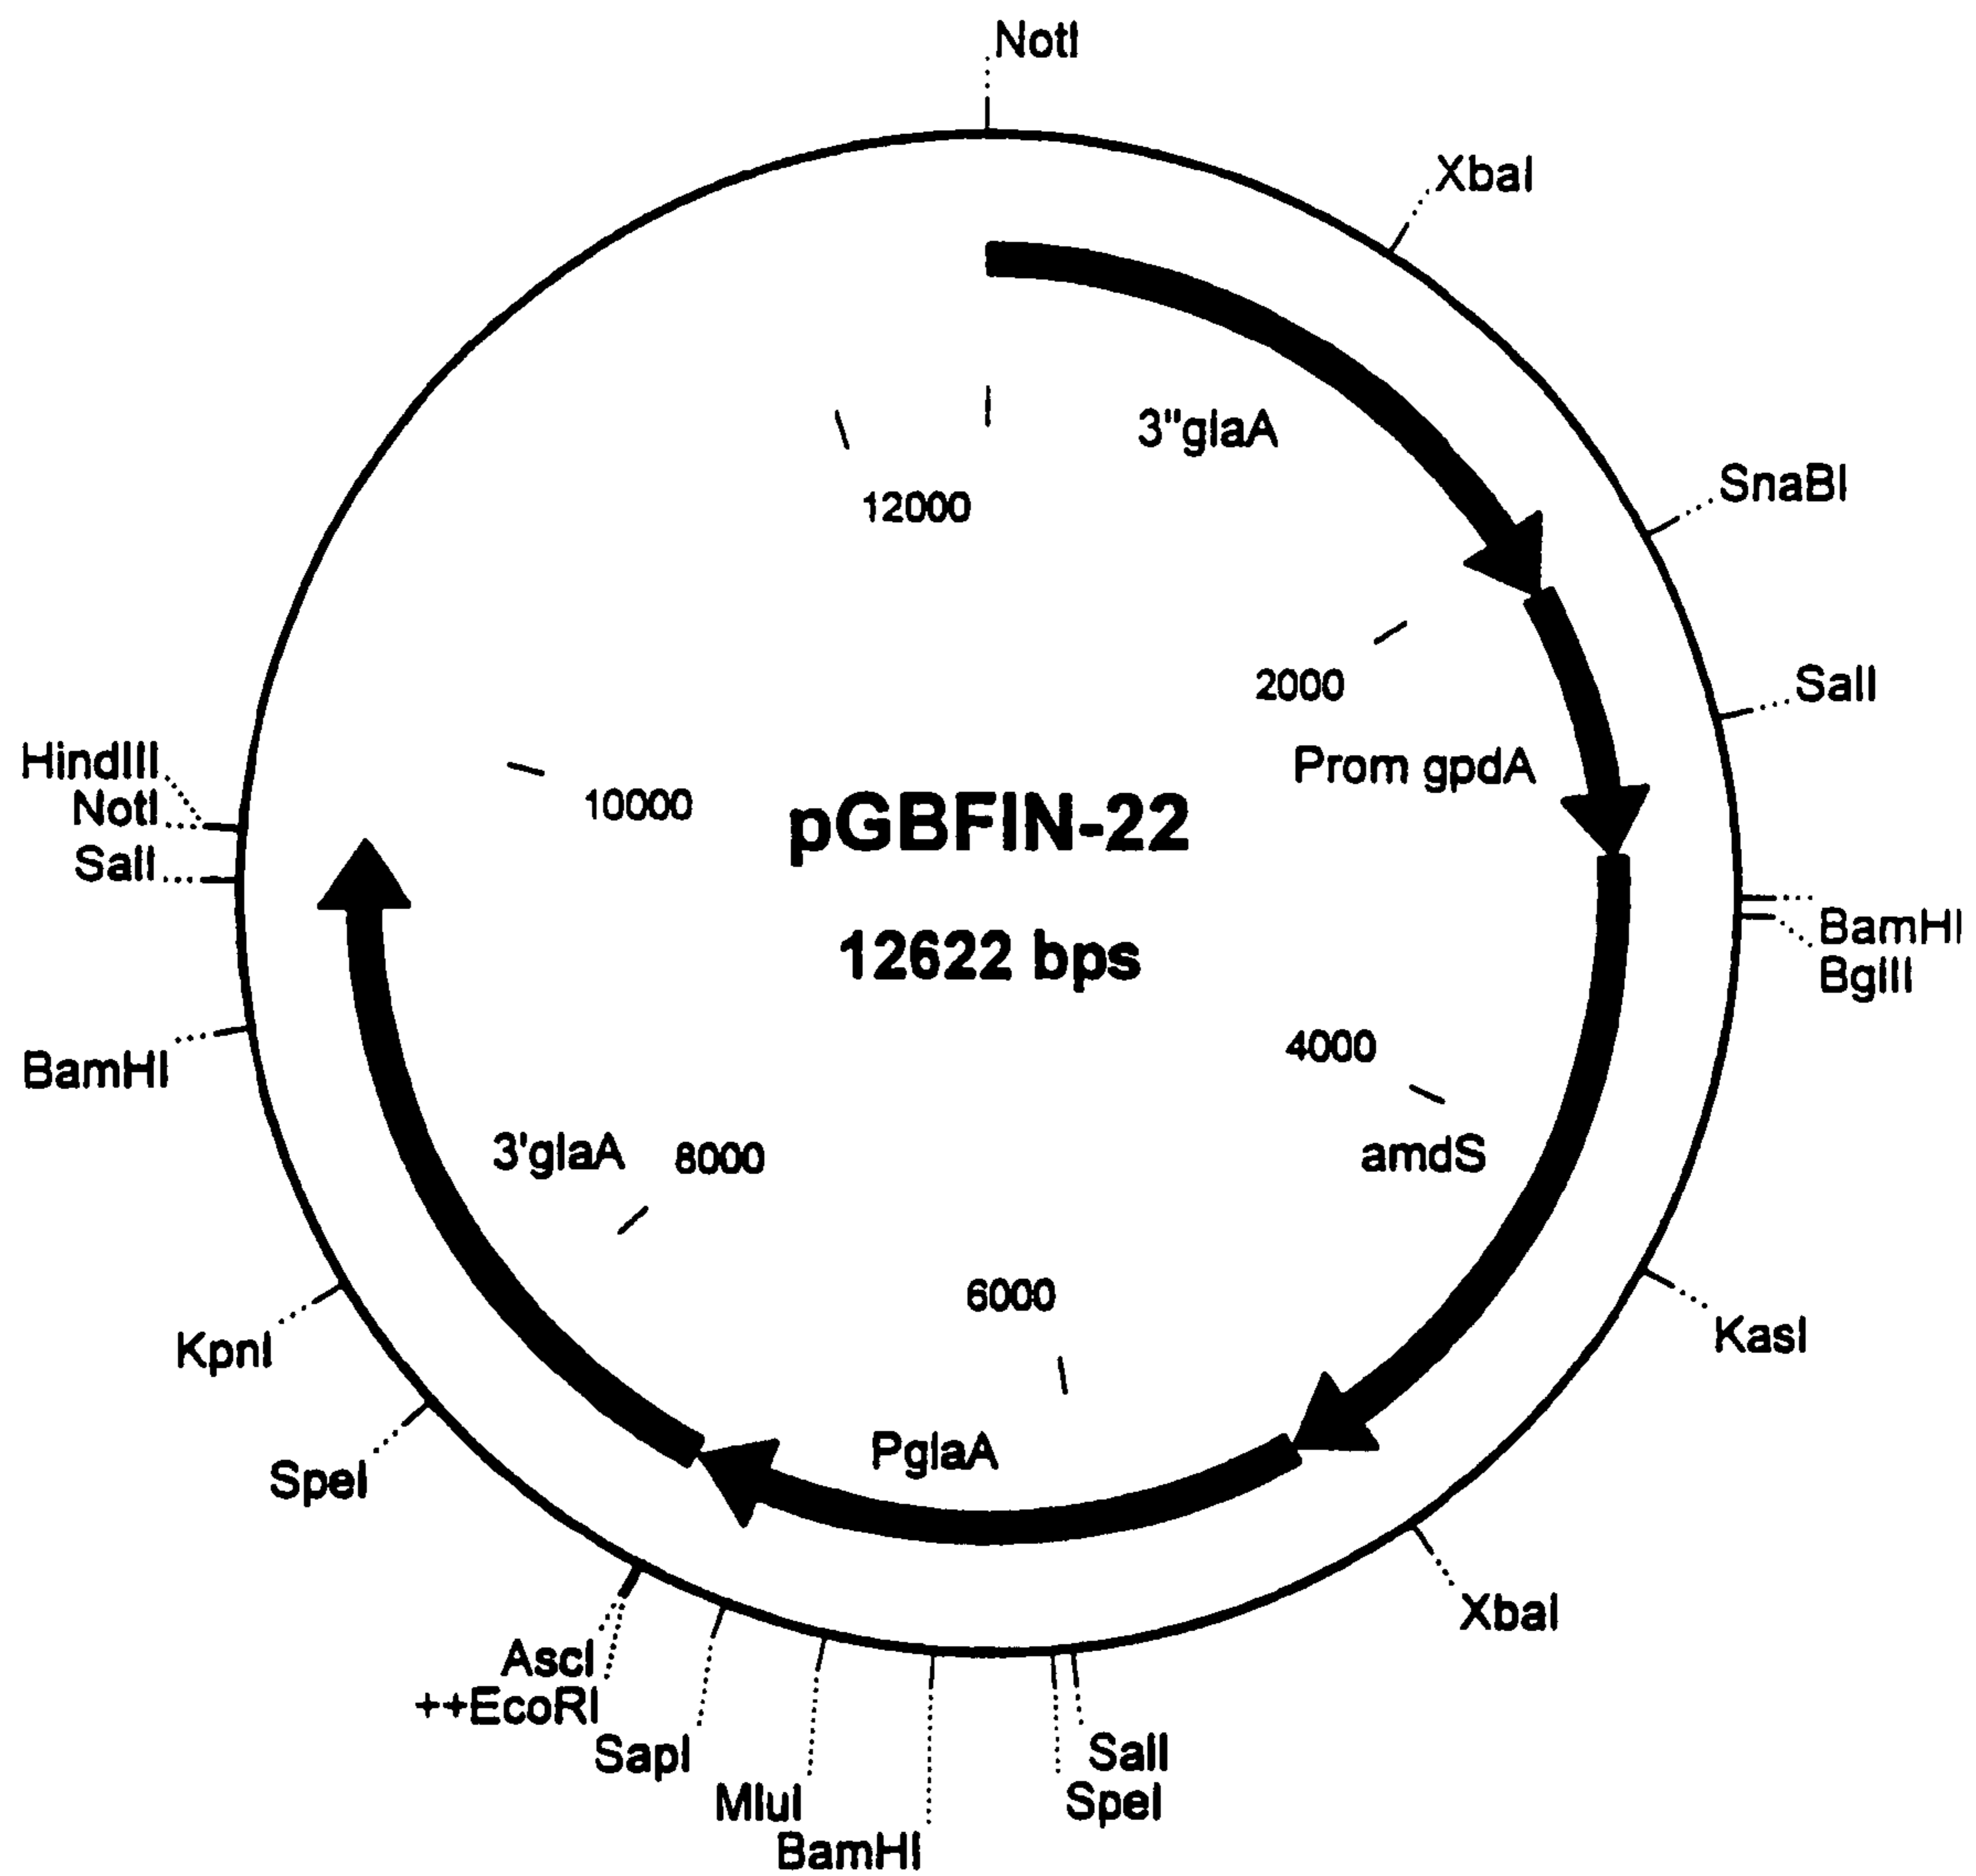 NotI
XbaI
3"glaA
SnaBI
12000
2000
SalI
Prom gpdA
HindIII
NotI
SalI
10000
pGBFIN-22
12622 bps
BamHI
BglII
BamHI
4000
amdS
3'glaA
8000
6000
KasI
KpnI
PglaA
SpeI
XbaI
AscI
++EcoRI
SapI
SalI
MluI
SpeI
BamHI